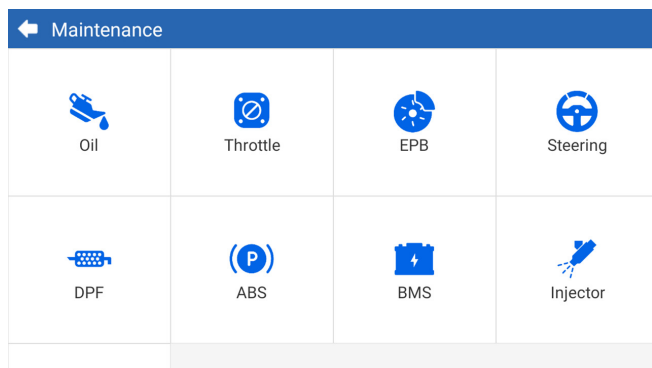 Maintenance
Oil
Throttle
EPB
Steering
P
DPF
ABS
BMS
Injector